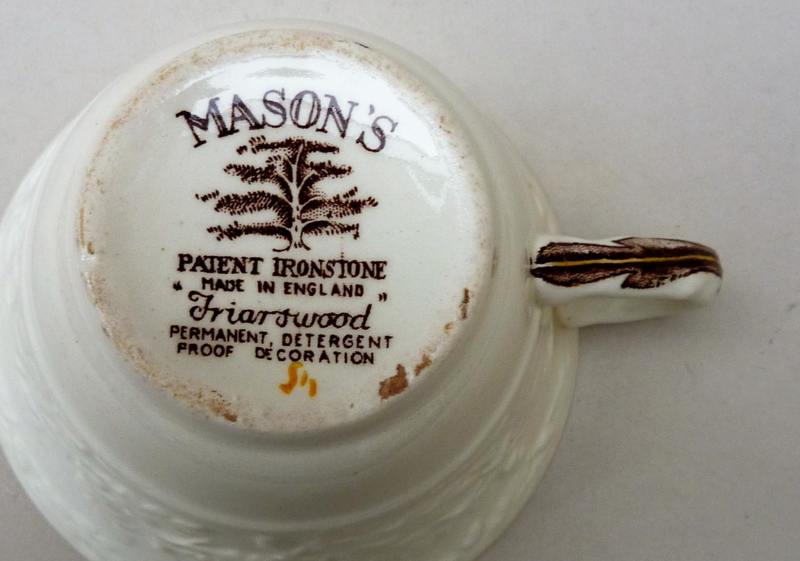 MASON'S
PATENT IRONSTONE
MADE IN ENGLAND
"Friarswood"
PERMANENT, DETERGENT
PROOF DECORATION